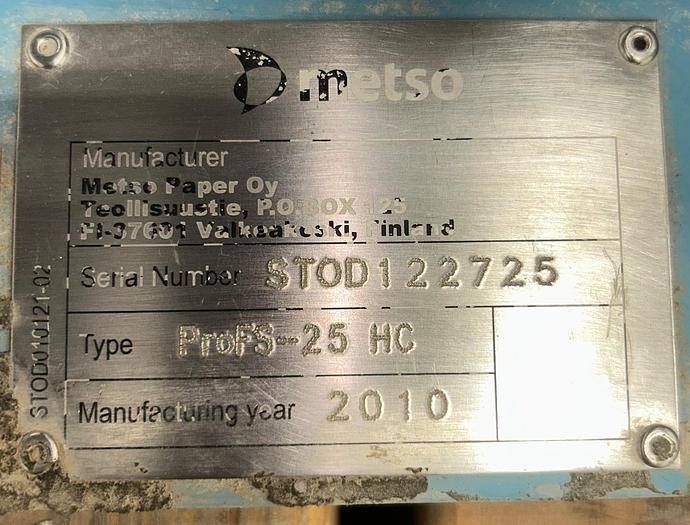 metso
Manufacturer
Metso Paper Oy
Teollisuustie, P.O.BOX 125
FI-37601 Valkeakoski, Finland
Serial Number STOD122725
Type ProFS-25 HC
Manufacturing year 2010
STOD010121-02